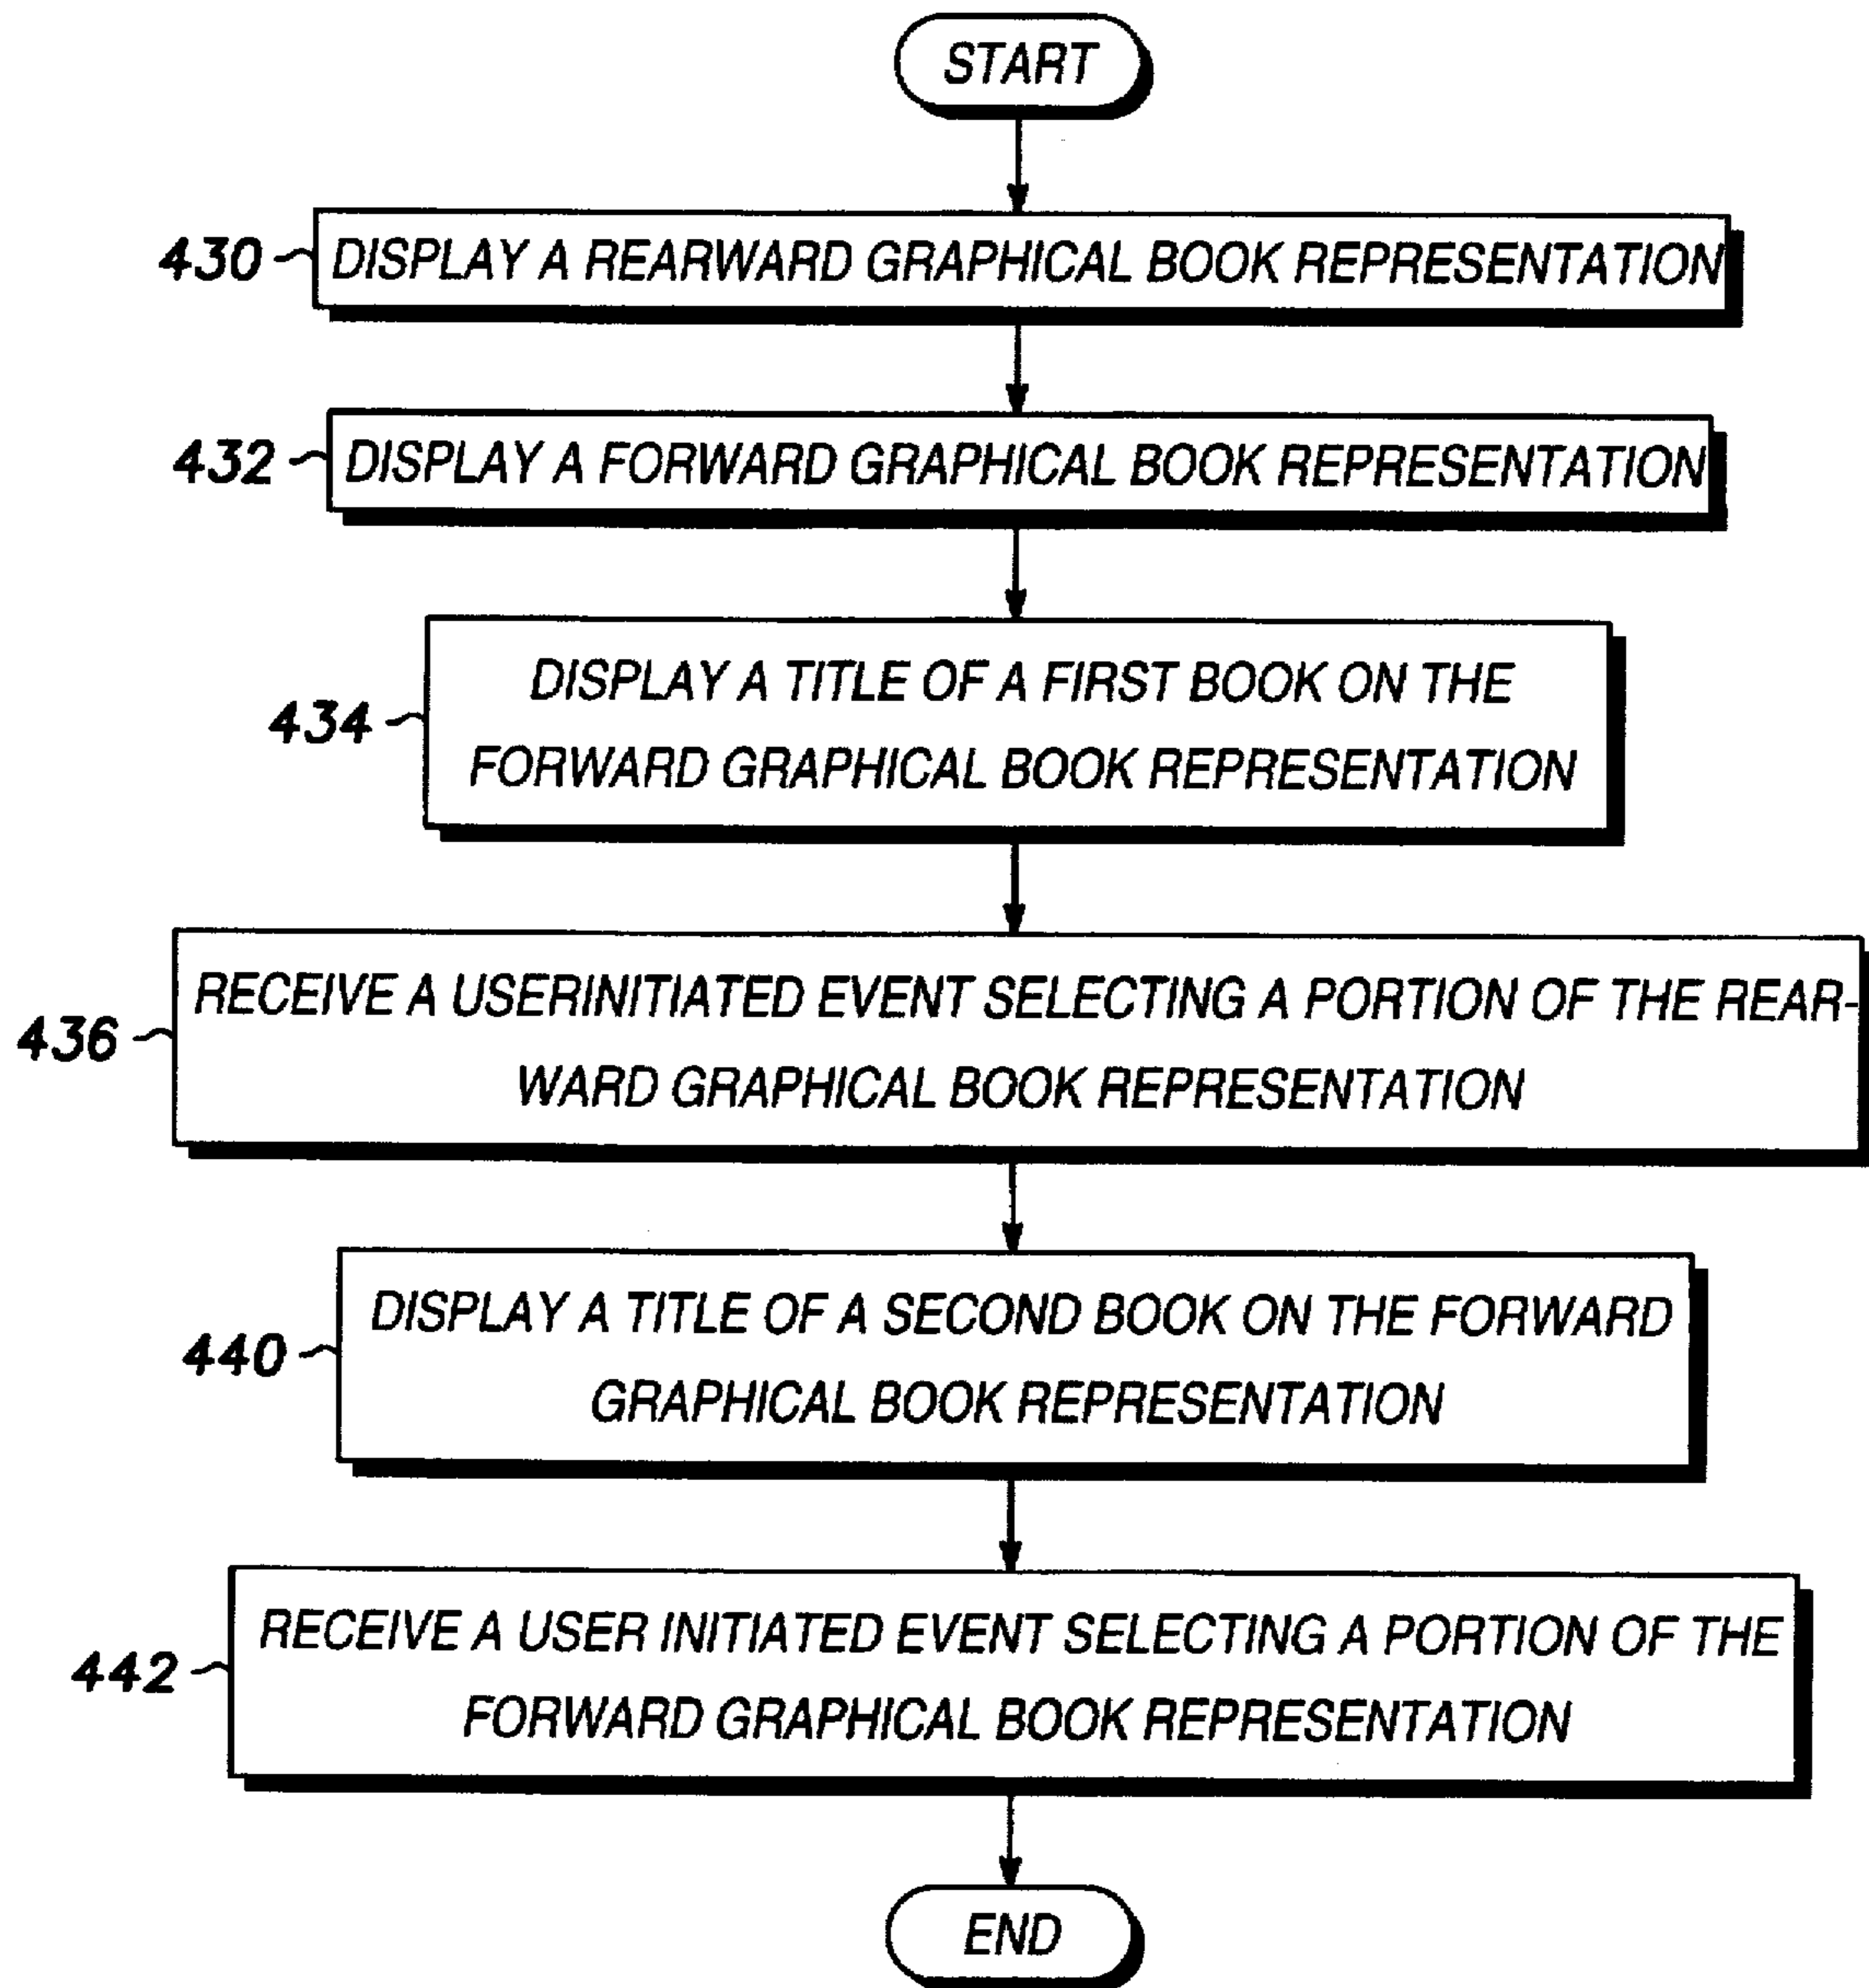 START
430 DISPLAY A REARWARD GRAPHICAL BOOK REPRESENTATION
432 DISPLAY A FORWARD GRAPHICAL BOOK REPRESENTATION
434
DISPLAY A TITLE OF A FIRST BOOK ON THE
FORWARD GRAPHICAL BOOK REPRESENTATION
436
RECEIVE A USERINITIATED EVENT SELECTING A PORTION OF THE REAR-
WARD GRAPHICAL BOOK REPRESENTATION
440
DISPLAY A TITLE OF A SECOND BOOK ON THE FORWARD
GRAPHICAL BOOK REPRESENTATION
442
RECEIVE A USER INITIATED EVENT SELECTING A PORTION OF THE
FORWARD GRAPHICAL BOOK REPRESENTATION
END